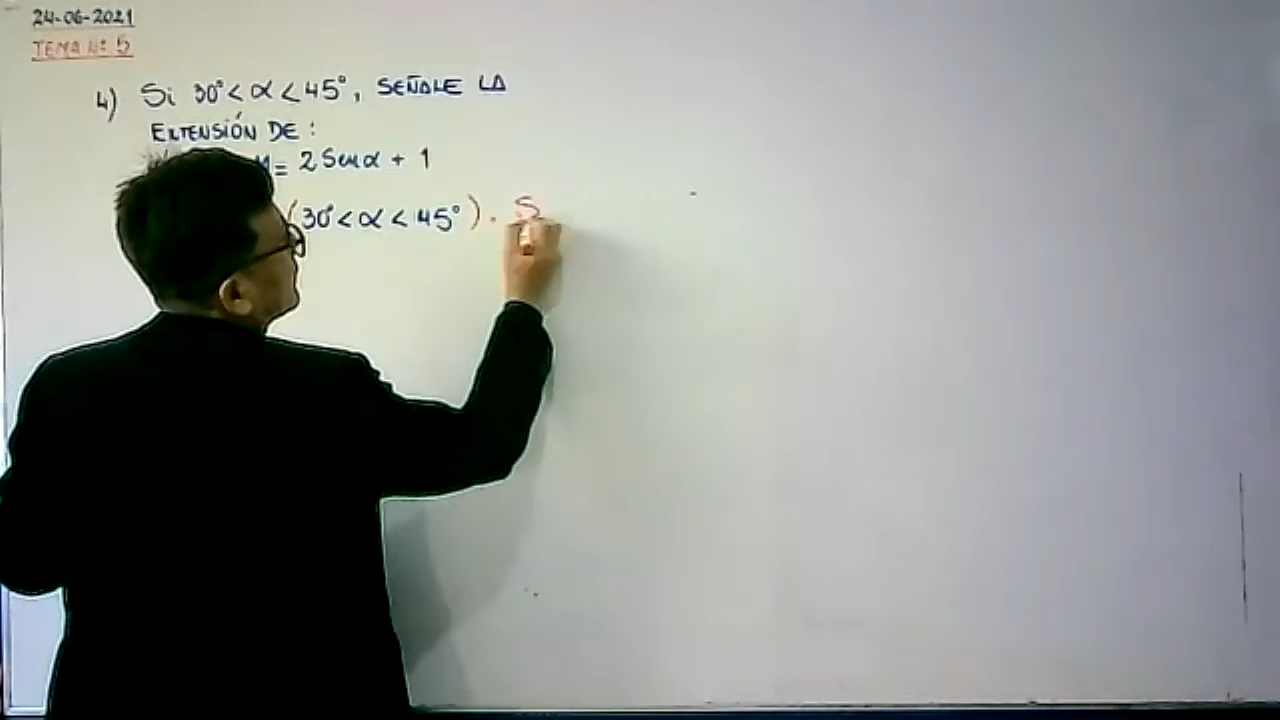 24-06-2021
TEMA Nº 5
4) Si 30° < α < 45°, SEÑALE LA
EXTENSIÓN DE:
= 2 Senα + 1
(30° < α < 45°) . S